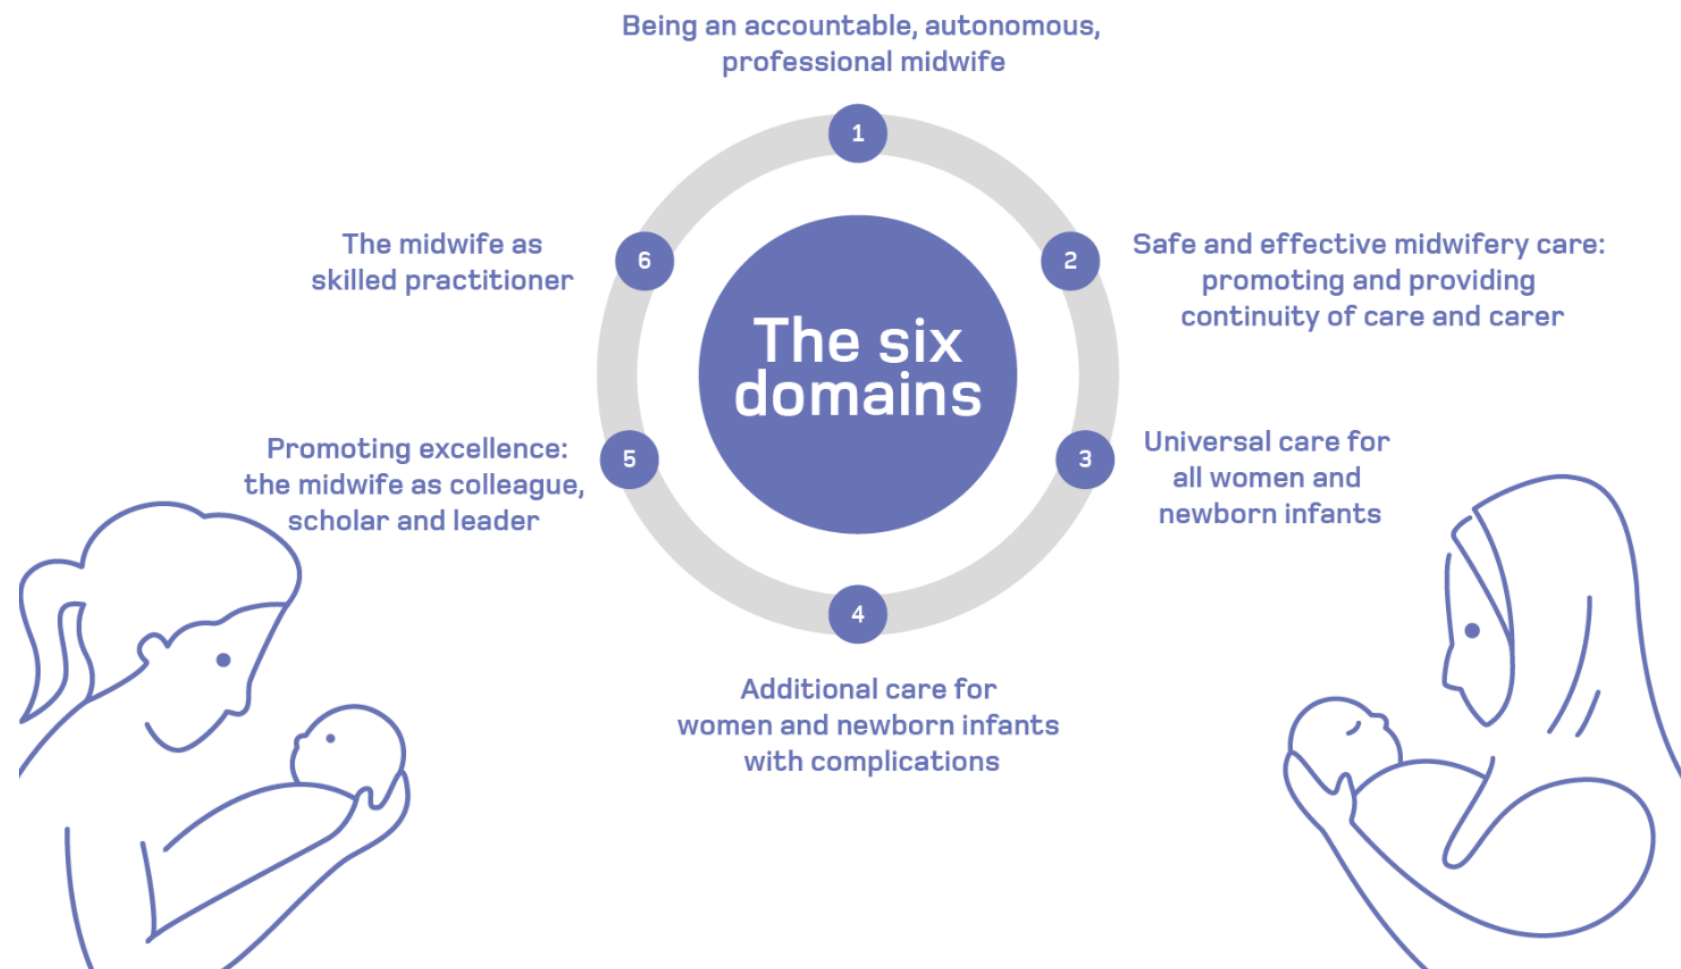 Being an accountable, autonomous,
professional midwife
1
The six
domains
2
Safe and effective midwifery care:
promoting and providing
continuity of care and carer
3
Universal care for
all women and
newborn infants
4
Additional care for
women and newborn infants
with complications
5
Promoting excellence:
the midwife as colleague,
scholar and leader
6
The midwife as
skilled practitioner